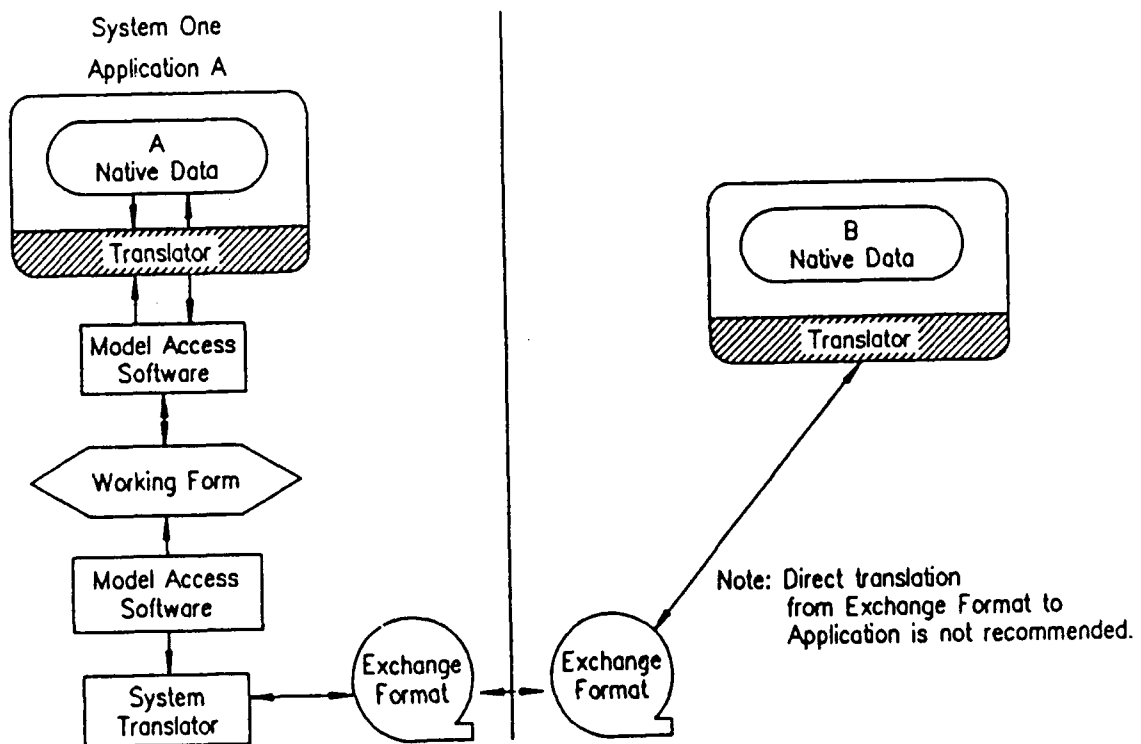 System One
Application A
A
Native Data
Translator
Model Access
Software
Working Form
Model Access
Software
System
Translator
Exchange
Format
Exchange
Format
B
Native Data
Translator
Note: Direct translation
from Exchange Format to
Application is not recommended.